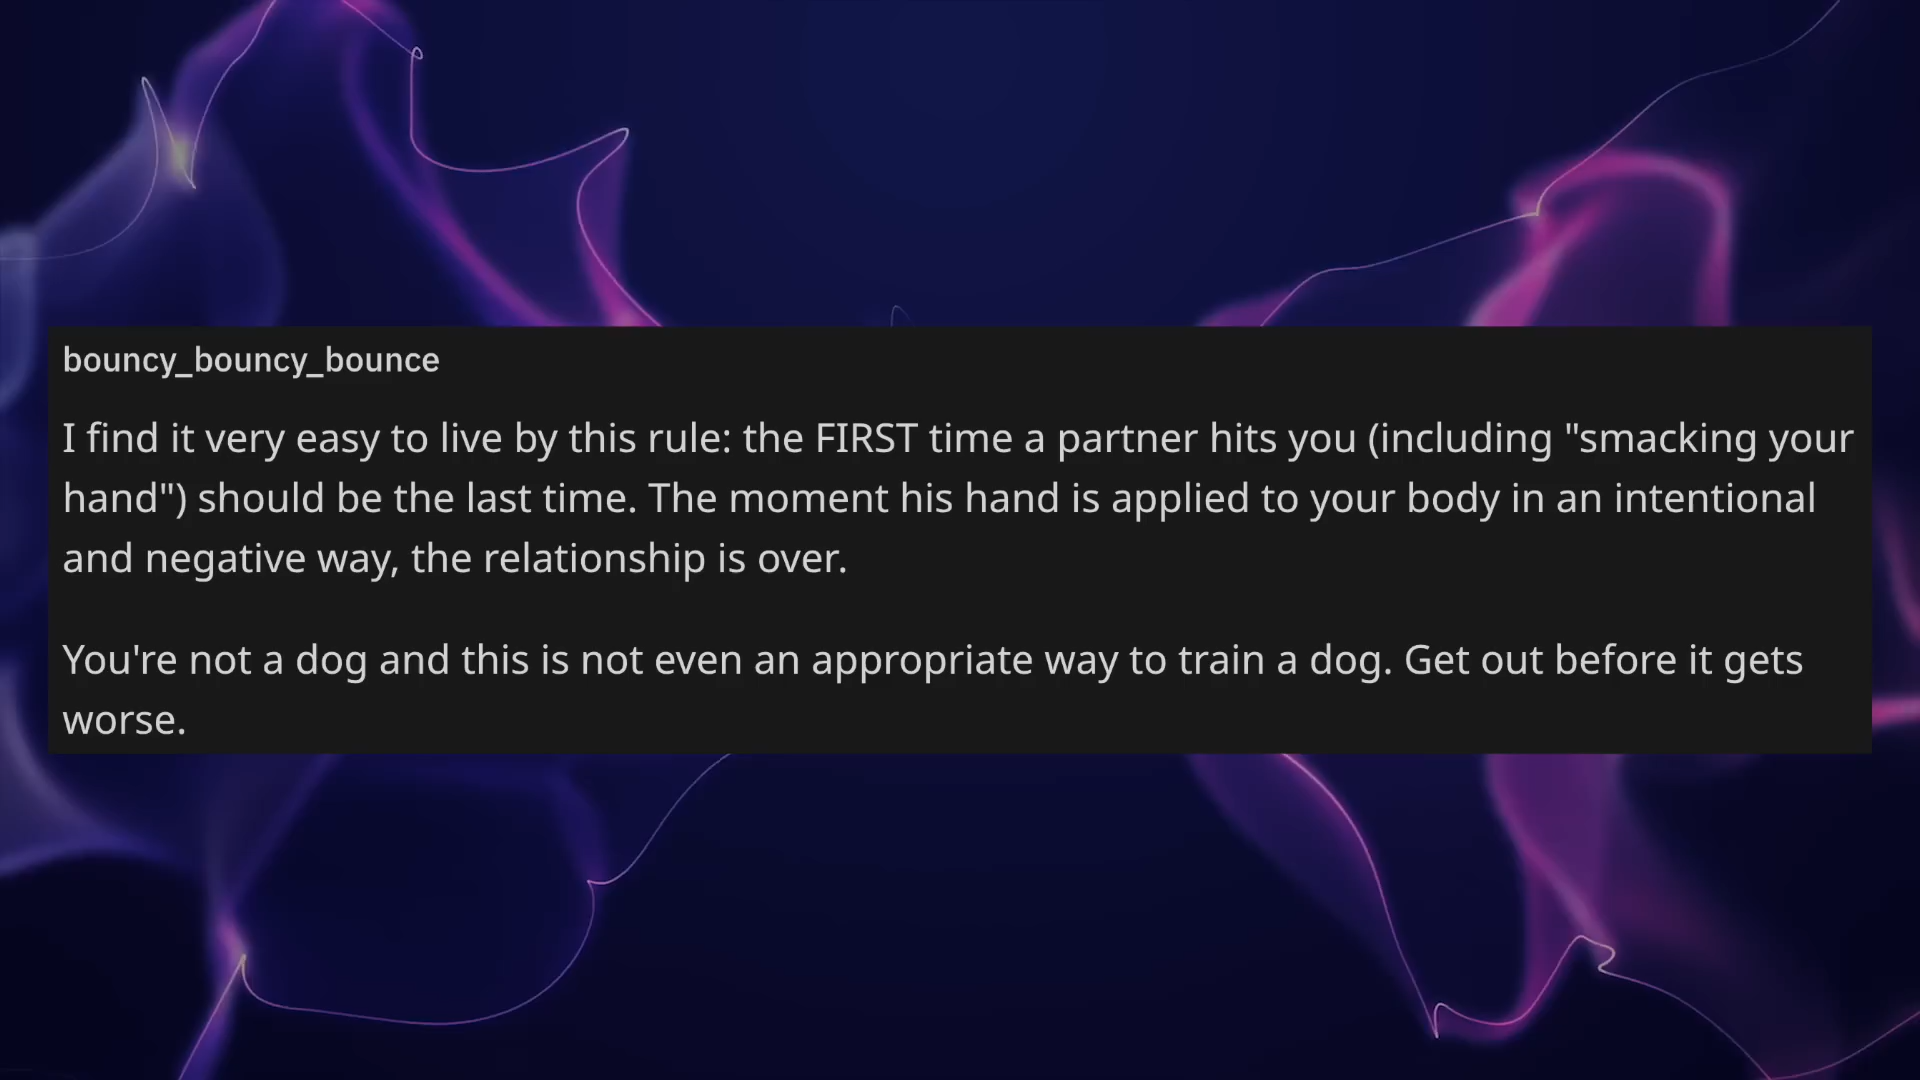 bouncy_bouncy_bounce
I find it very easy to live by this rule: the FIRST time a partner hits you (including "smacking your
hand") should be the last time. The moment his hand is applied to your body in an intentional
and negative way, the relationship is over.
You're not a dog and this is not even an appropriate way to train a dog. Get out before it gets
worse.